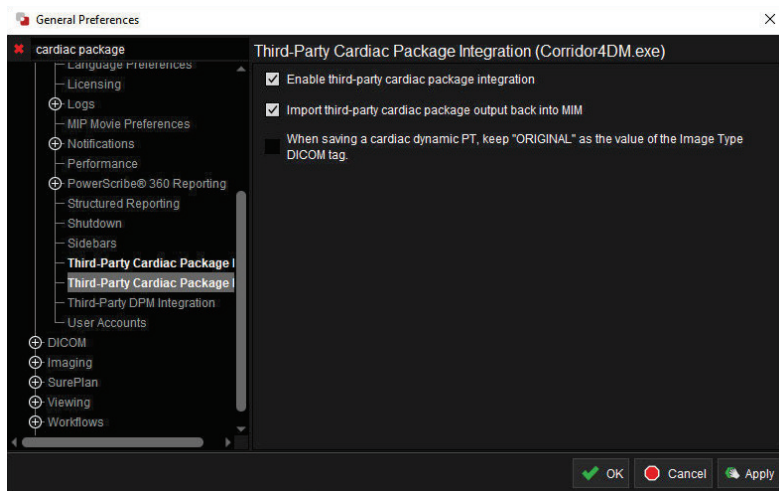 General Preferences
cardiac package
Language Preferences
Licensing
Logs
MIP Movie Preferences
Notifications
Performance
PowerScribe® 360 Reporting
Structured Reporting
Shutdown
Sidebars
Third-Party Cardiac Package I
Third-Party Cardiac Package I
Third-Party DPM Integration
User Accounts
DICOM
Imaging
SurePlan
Viewing
Workflows
Third-Party Cardiac Package Integration (Corridor4DM.exe)
Enable third-party cardiac package integration
Import third-party cardiac package output back into MIM
When saving a cardiac dynamic PT, keep "ORIGINAL" as the value of the Image Type
DICOM tag.
OK
Cancel
Apply